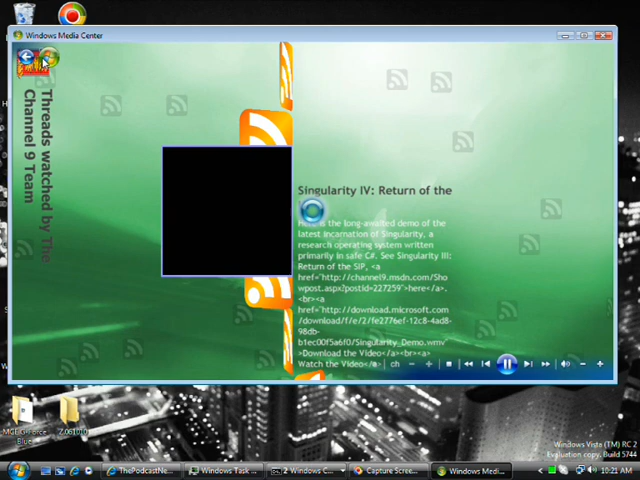 Windows Media Center
Threads watched by The
Channel 9 Team
Singularity IV: Return of the
Here is the long-awaited demo of the
latest incarnation of Singularity, a
research operating system written
primarily in safe C#. See Singularity III:
Return of the SIP, <a
href="http://channel9.msdn.com/Sho
wpost.aspx?postid=227259">here</a>.
<br><a
href="http://download.microsoft.com
/download/f/e/2/fe2776ef-12c8-4ad8-
98db-
b1ec00f5a6f0/Singularity_Demo.wmv"
>Download the Video</a><br><a>
Watch the Video</a>
ch
MCE GForce
Blue
Z061010
Windows Vista (TM) RC 2
Evaluation copy. Build 5744
ThePodcastNe...
Windows Task ...
2 Windows C...
Capture Scree...
Windows Medi...
10:21 AM